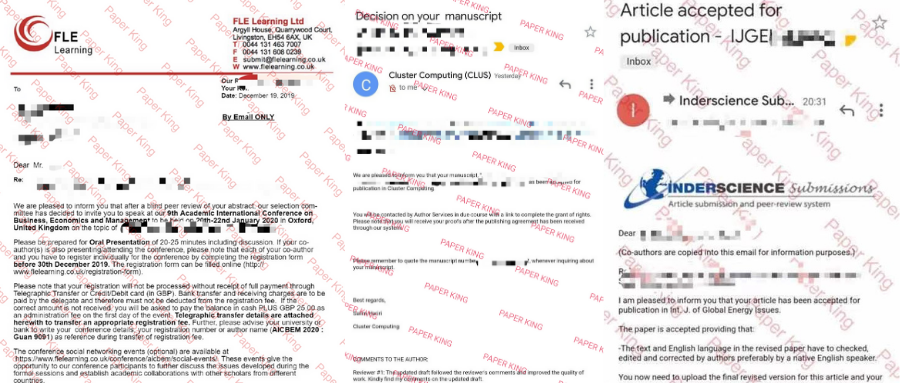 FLE
Learning
FLE Learning Ltd
Argyll House, Quarrywood Court,
Livingston, EH54 6AX, UK
T 0044 131 463 7007
F 0044 131 608 0239
E submit@flelearning.co.uk
W www.flelearning.co.uk
To
Date: December 19, 2019
By Email ONLY
Dear Mr.
Re:
We are pleased to inform you that after a blind peer review of your abstract, our selection com-
mittee has decided to invite you to speak at our 9th Academic International Conference on
Business, Economics and Management to be held on 20th-22nd January 2020 in Oxford,
United Kingdom on the topic of
Please be prepared for Oral Presentation of 20-25 minutes including discussion. If your co-
author(s) is also presenting/attending the conference, please note that each of your co-author
and you have to register individually for the conference by completing the registration form
before 30th December 2019. The registration form can be filled online (http://
www.flelearning.co.uk/registration-form).
Please note that your registration will not be processed without receipt of full payment through
Telegraphic Transfer or Credit/Debit card (in GBP). Bank transfer and receiving charges are to be
paid by the delegate and therefore must not be deducted from the registration fee. If the
correct amount is not received, you will be asked to pay the balance in cash PLUS GBP 25.00 as
an administration fee on the first day of the event. Telegraphic transfer details are attached
herewith to transfer an appropriate registration fee. Further, please advise your university or
bank to write your conference details, your registration number or author name (AICBEM 2020 :
Guan 9091) as reference during transfer of registration fee.
The conference social networking events (optional) are available at
https://www.flelearning.co.uk/conference/aicbem/social-events/. These events give the
opportunity to our conference participants to further discuss the issues developed during the
formal sessions and establish academic collaborations with other scholars from different
countries.
Decision on your manuscript
Inbox
C
Cluster Computing (CLUS) Yesterday
to me
We are pleased to inform you that your manuscript, "
as been for
publication in Cluster Computing
You will be contacted by Author Services in due course with a link to complete the grant of rights.
Please note that you will receive your proofs after the publishing agreement has been received
through our system.
Please remember to quote the manuscript number, , whenever inquiring about
your manuscript.
Best regards,
Cluster Computing
COMMENTS TO THE AUTHOR:
Reviewer #1: The updated draft followed the reviewer's comments and improved the quality of
work. Kindly find my comments on the updated draft.
Article accepted for
publication - IJGEI
Inbox
I
Inderscience Sub... 20:31
INDERSCIENCE Submissions
Article submission and peer-review system
Dear
(Co-authors are copied into this email for information purposes.)
I am pleased to inform you that your article has been accepted
for publication in Int. J. of Global Energy Issues.
The paper is accepted providing that:
-The text and English language in the revised paper have to checked,
edited and corrected by authors preferably by a native English speaker.
You now need to upload the final revised version of this article and your
Paper King
PAPER KING
Paper King